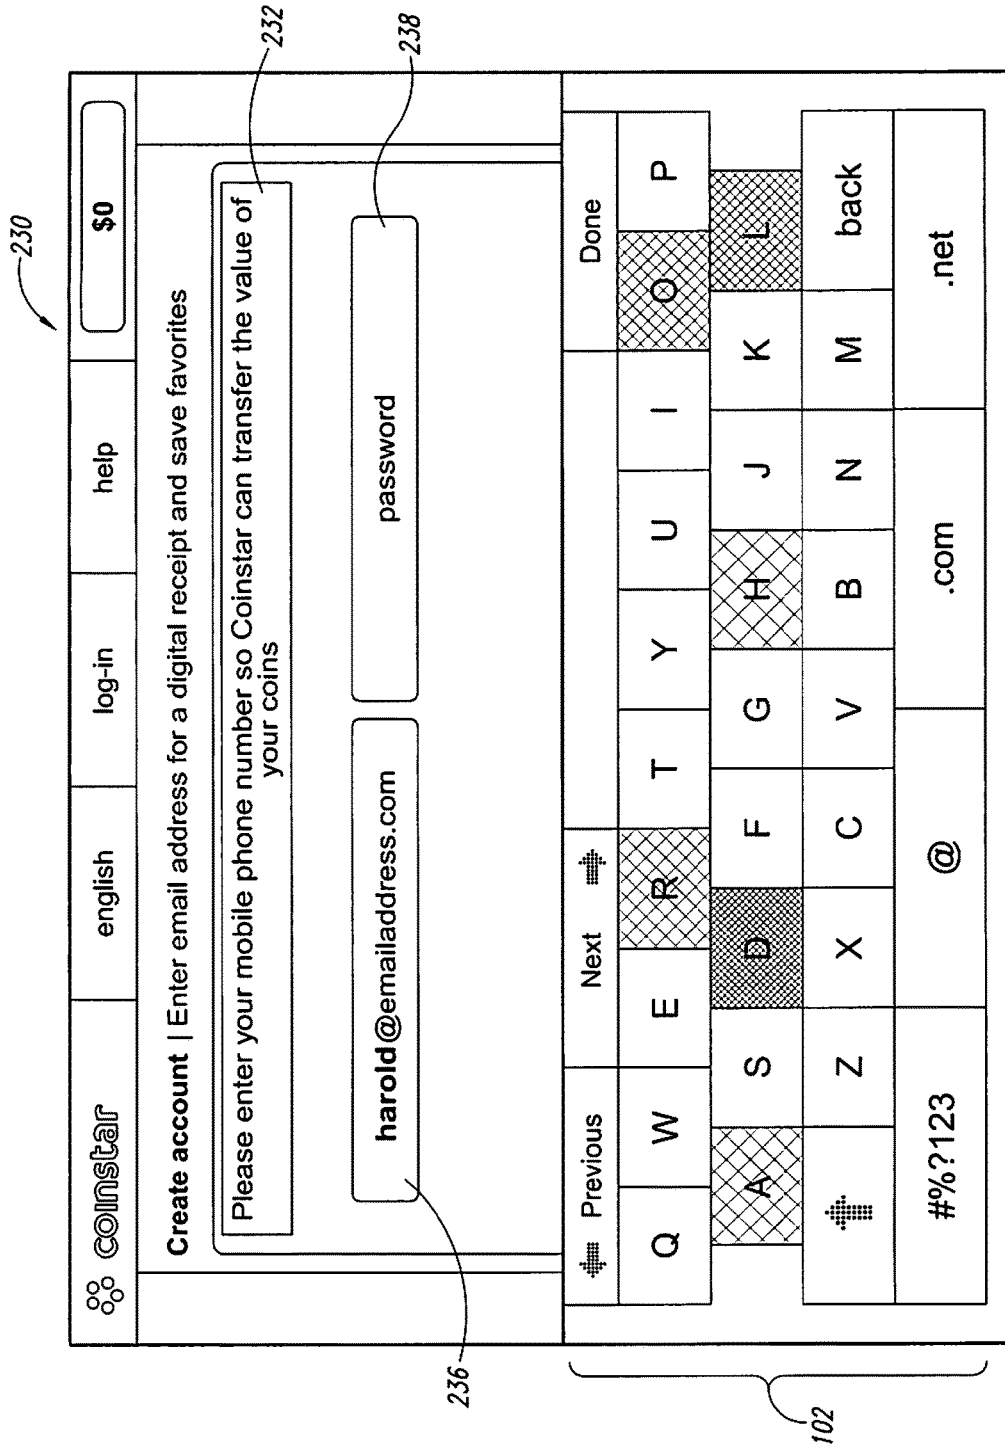 230
coinstar english log-in help $0
Create account | Enter email address for a digital receipt and save favorites
232
Please enter your mobile phone number so Coinstar can transfer the value of
your coins
238
harold@emailaddress.com password
236
Previous Next Done
Q W E R T Y U I O P
A S D F G H J K L
Z X C V B N M back
#%?123 @ .com .net
102